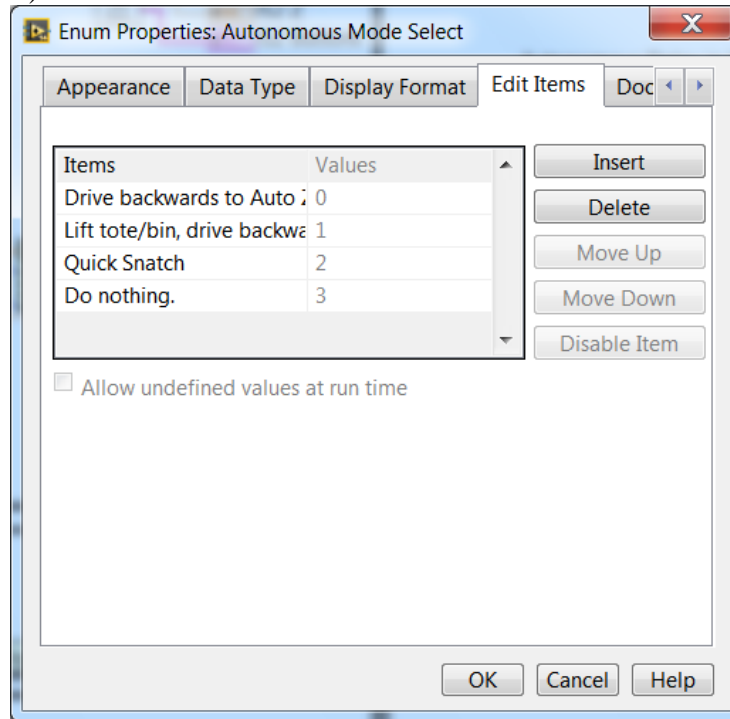 Enum Properties: Autonomous Mode Select
Appearance Data Type Display Format Edit Items Doc
Items Values
Drive backwards to Auto 0
Lift tote/bin, drive backwa 1
Quick Snatch 2
Do nothing. 3
Insert
Delete
Move Up
Move Down
Disable Item
Allow undefined values at run time
OK Cancel Help